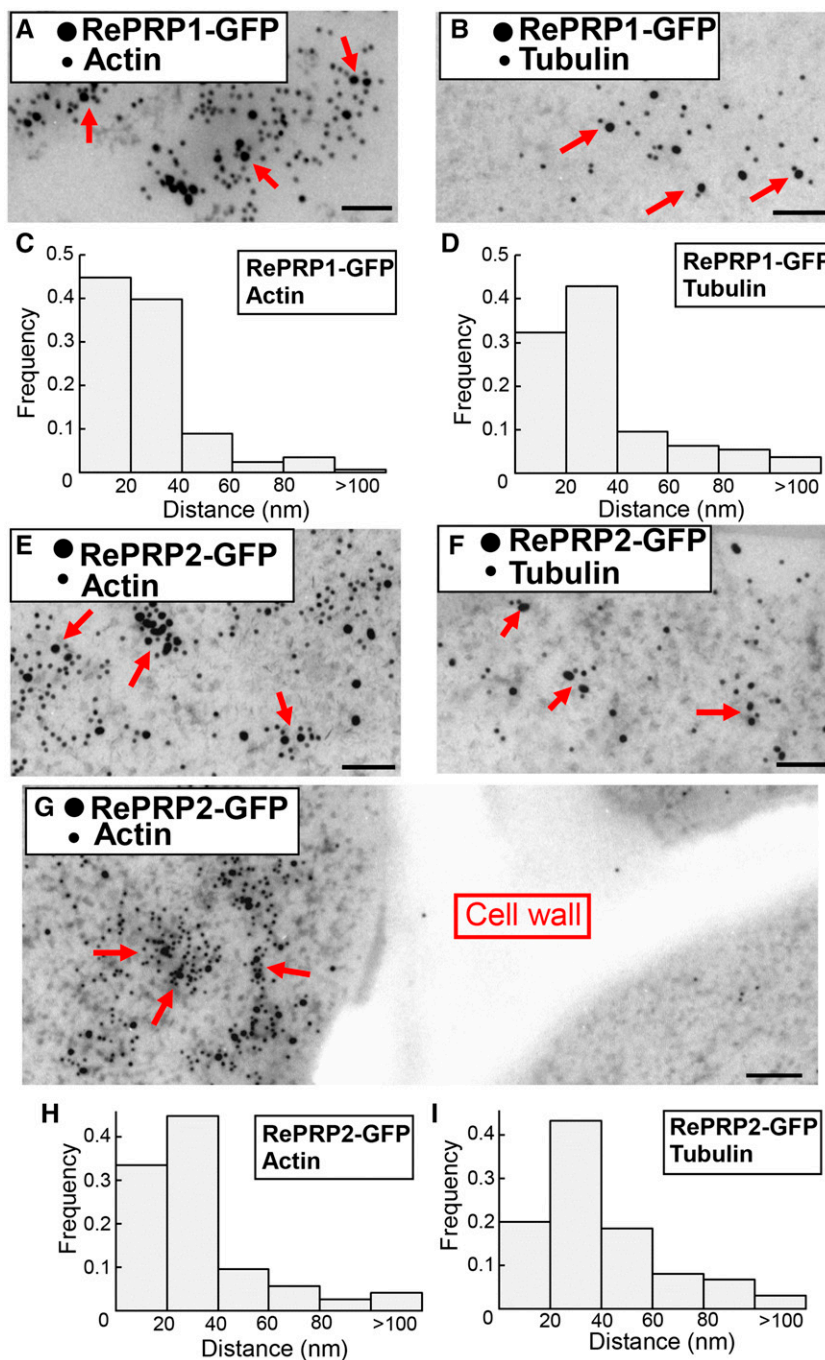 A
RePRP1-GFP
Actin
B
RePRP1-GFP
Tubulin
C
0.5
0.4
0.3
0.2
0.1
0
Frequency
RePRP1-GFP
Actin
20 40 60 80 >100
Distance (nm)
D
0.5
0.4
0.3
0.2
0.1
0
Frequency
RePRP1-GFP
Tubulin
20 40 60 80 >100
Distance (nm)
E
RePRP2-GFP
Actin
F
RePRP2-GFP
Tubulin
G
RePRP2-GFP
Actin
Cell wall
H
0.4
0.3
0.2
0.1
0
Frequency
RePRP2-GFP
Actin
20 40 60 80 >100
Distance (nm)
I
0.4
0.3
0.2
0.1
0
Frequency
RePRP2-GFP
Tubulin
20 40 60 80 >100
Distance (nm)